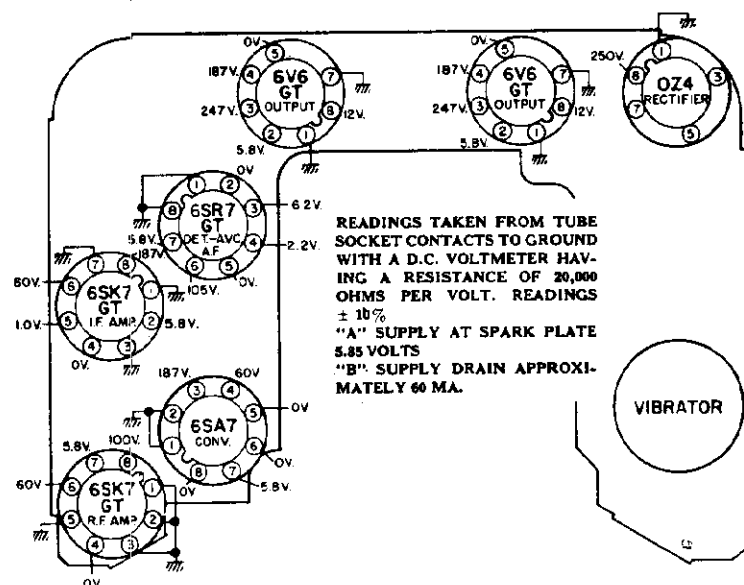 0V.
5
187V.
4
6V6
GT
OUTPUT
7
247V.
3
8
12V.
2
1
5.8V.
0V.
5
187V.
4
6V6
GT
OUTPUT
7
247V.
3
8
12V.
2
1
5.8V.
1
250V.
8
OZ4
RECTIFIER
3
7
5
0V
1
2
8
6SR7
GT
DET.-AVC
A.F.
3
6.2V.
5.8V.
7
4
2.2V.
6
5
105V.
0V.
7
8
187V.
60V.
6
6SK7
GT
I.F. AMP.
1
1.0V.
5
2
5.8V.
4
3
0V.
READINGS TAKEN FROM TUBE
SOCKET CONTACTS TO GROUND
WITH A D.C. VOLTMETER HAV-
ING A RESISTANCE OF 20,000
OHMS PER VOLT. READINGS
± 10%
"A" SUPPLY AT SPARK PLATE
5.85 VOLTS
"B" SUPPLY DRAIN APPROXI-
MATELY 60 MA.
187V.
60V
3
4
2
6SA7
CONV.
5
0V
1
6
0V.
8
7
0V
5.8V.
VIBRATOR
5.8V.
100V.
7
8
60V
6
6SK7
GT
R.F. AMP.
1
5
2
4
3
0V.